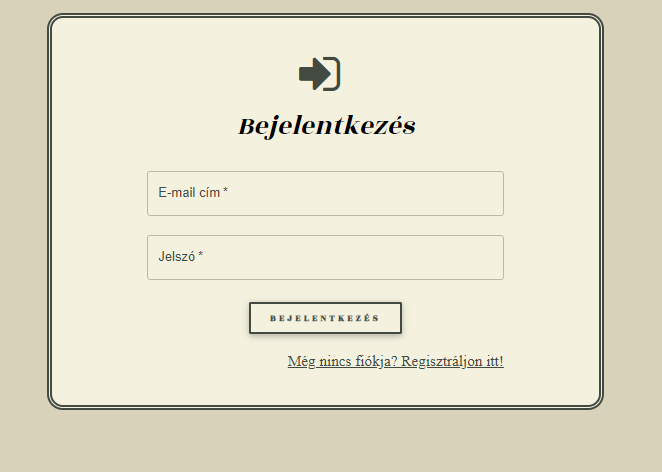 Bejelentkezés
E-mail cím *
Jelszó *
BEJELENTKEZÉS
Még nincs fiókja? Regisztráljon itt!